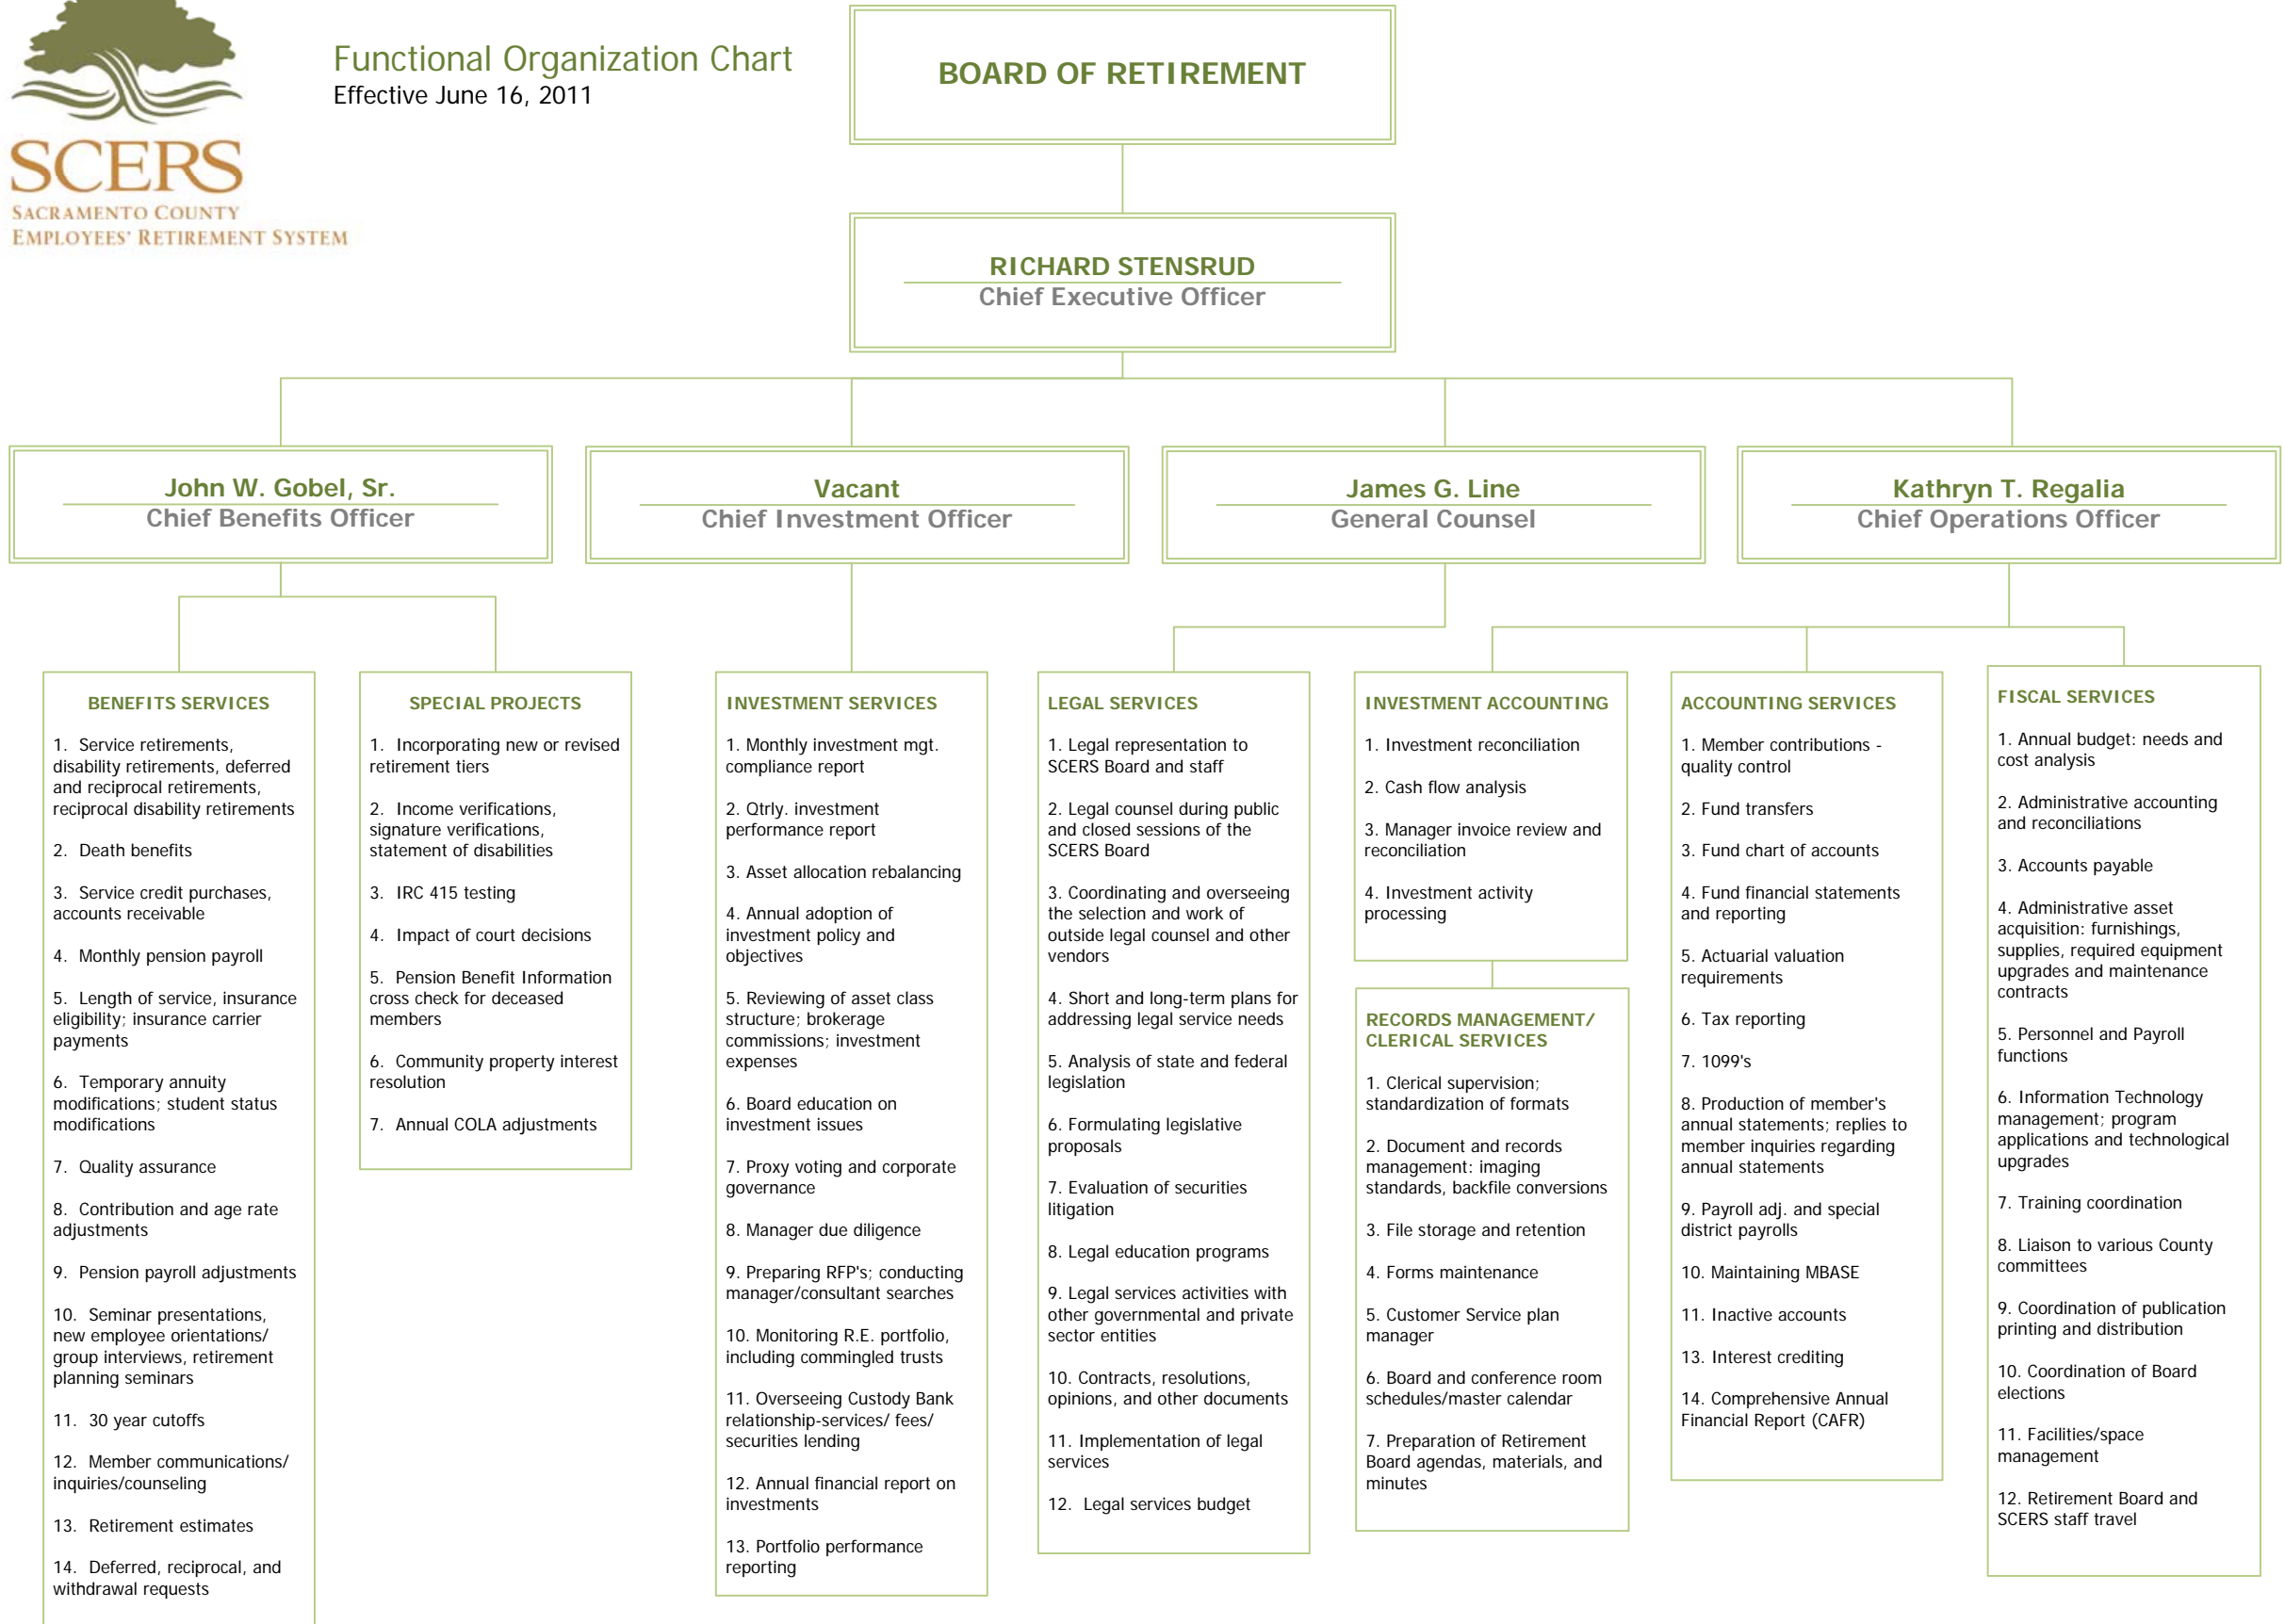 Functional Organization Chart
Effective June 16, 2011
SCERS
SACRAMENTO COUNTY
EMPLOYEES' RETIREMENT SYSTEM
BOARD OF RETIREMENT
RICHARD STENSRUD
Chief Executive Officer
John W. Gobel, Sr.
Chief Benefits Officer
Vacant
Chief Investment Officer
James G. Line
General Counsel
Kathryn T. Regalia
Chief Operations Officer
BENEFITS SERVICES
1. Service retirements,
disability retirements, deferred
and reciprocal retirements,
reciprocal disability retirements
2. Death benefits
3. Service credit purchases,
accounts receivable
4. Monthly pension payroll
5. Length of service, insurance
eligibility; insurance carrier
payments
6. Temporary annuity
modifications; student status
modifications
7. Quality assurance
8. Contribution and age rate
adjustments
9. Pension payroll adjustments
10. Seminar presentations,
new employee orientations/
group interviews, retirement
planning seminars
11. 30 year cutoffs
12. Member communications/
inquiries/counseling
13. Retirement estimates
14. Deferred, reciprocal, and
withdrawal requests
SPECIAL PROJECTS
1. Incorporating new or revised
retirement tiers
2. Income verifications,
signature verifications,
statement of disabilities
3. IRC 415 testing
4. Impact of court decisions
5. Pension Benefit Information
cross check for deceased
members
6. Community property interest
resolution
7. Annual COLA adjustments
INVESTMENT SERVICES
1. Monthly investment mgt.
compliance report
2. Qtrly. investment
performance report
3. Asset allocation rebalancing
4. Annual adoption of
investment policy and
objectives
5. Reviewing of asset class
structure; brokerage
commissions; investment
expenses
6. Board education on
investment issues
7. Proxy voting and corporate
governance
8. Manager due diligence
9. Preparing RFP's; conducting
manager/consultant searches
10. Monitoring R.E. portfolio,
including commingled trusts
11. Overseeing Custody Bank
relationship-services/ fees/
securities lending
12. Annual financial report on
investments
13. Portfolio performance
reporting
LEGAL SERVICES
1. Legal representation to
SCERS Board and staff
2. Legal counsel during public
and closed sessions of the
SCERS Board
3. Coordinating and overseeing
the selection and work of
outside legal counsel and other
vendors
4. Short and long-term plans for
addressing legal service needs
5. Analysis of state and federal
legislation
6. Formulating legislative
proposals
7. Evaluation of securities
litigation
8. Legal education programs
9. Legal services activities with
other governmental and private
sector entities
10. Contracts, resolutions,
opinions, and other documents
11. Implementation of legal
services
12. Legal services budget
INVESTMENT ACCOUNTING
1. Investment reconciliation
2. Cash flow analysis
3. Manager invoice review and
reconciliation
4. Investment activity
processing
RECORDS MANAGEMENT/
CLERICAL SERVICES
1. Clerical supervision;
standardization of formats
2. Document and records
management: imaging
standards, backfile conversions
3. File storage and retention
4. Forms maintenance
5. Customer Service plan
manager
6. Board and conference room
schedules/master calendar
7. Preparation of Retirement
Board agendas, materials, and
minutes
ACCOUNTING SERVICES
1. Member contributions -
quality control
2. Fund transfers
3. Fund chart of accounts
4. Fund financial statements
and reporting
5. Actuarial valuation
requirements
6. Tax reporting
7. 1099's
8. Production of member's
annual statements; replies to
member inquiries regarding
annual statements
9. Payroll adj. and special
district payrolls
10. Maintaining MBASE
11. Inactive accounts
13. Interest crediting
14. Comprehensive Annual
Financial Report (CAFR)
FISCAL SERVICES
1. Annual budget: needs and
cost analysis
2. Administrative accounting
and reconciliations
3. Accounts payable
4. Administrative asset
acquisition: furnishings,
supplies, required equipment
upgrades and maintenance
contracts
5. Personnel and Payroll
functions
6. Information Technology
management; program
applications and technological
upgrades
7. Training coordination
8. Liaison to various County
committees
9. Coordination of publication
printing and distribution
10. Coordination of Board
elections
11. Facilities/space
management
12. Retirement Board and
SCERS staff travel